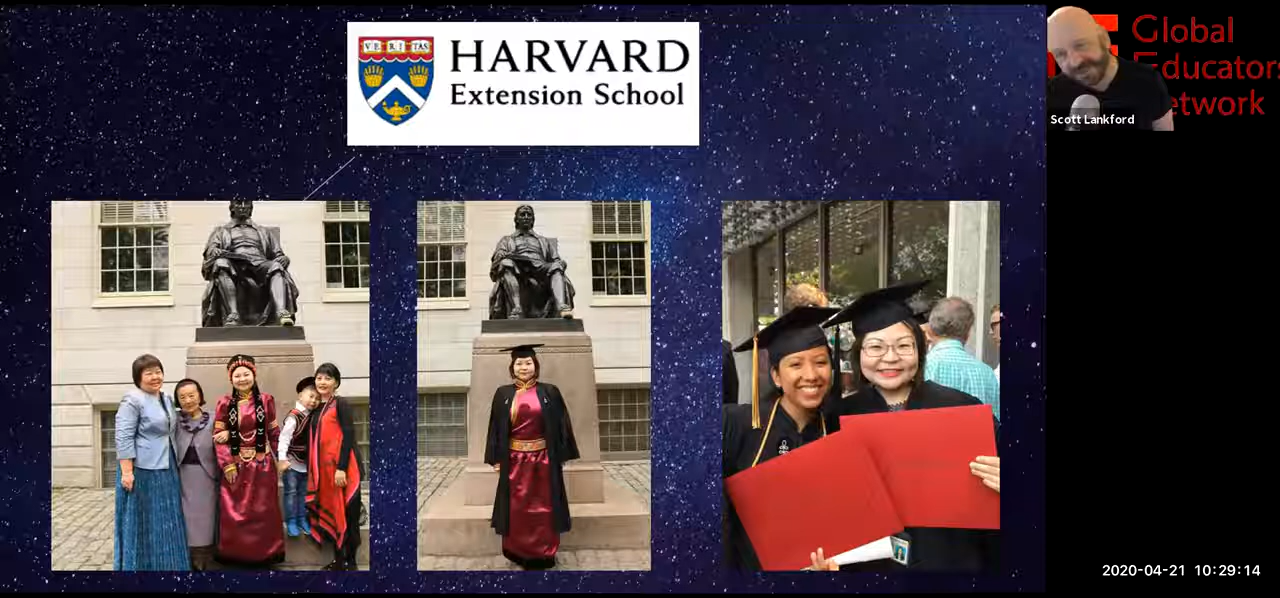 VE RI TAS
HARVARD
Extension School
Global
Educators
Network
Scott Lankford
2020-04-21 10:29:14